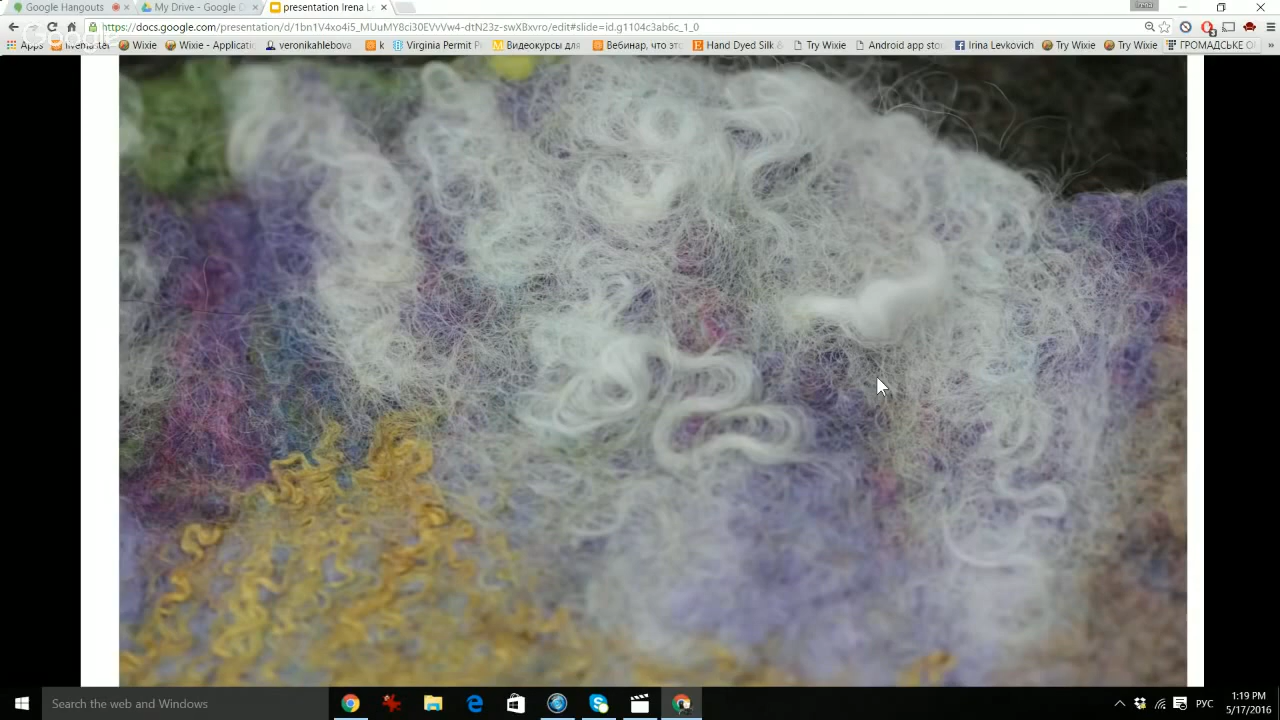 Google Hangouts
My Drive - Google D
presentation Irena Le
Irena
https://docs.google.com/presentation/d/1bn1V4xo4i5_MUuMY8ci30EVvVw4-dtN23z-swXBxvro/edit#slide=id.g1104c3ab6c_1_0
Google
Apps Wixie Wixie - Applicatio veronikahlebova k Virginia Permit P Видеокурсы для Вебинар, что это Hand Dyed Silk & Try Wixie Android app stor Irina Levkovich Try Wixie Try Wixie ГРОМАДСЬКЕ О »
Search the web and Windows
РУС
1:19 PM
5/17/2016